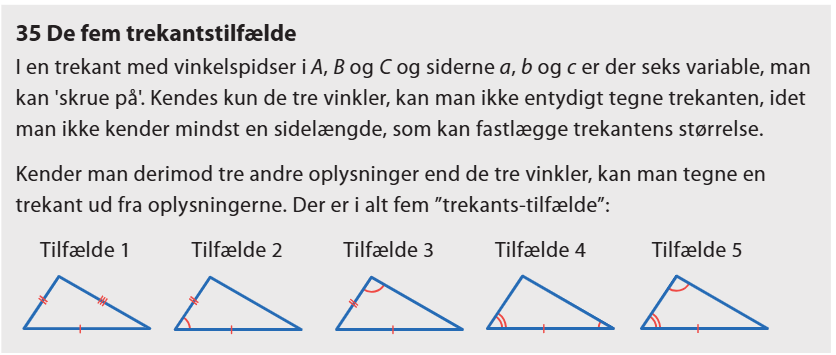 35 De fem trekantstilfælde
I en trekant med vinkelspidser i A, B og C og siderne a, b og c er der seks variable, man
kan 'skrue på'. Kendes kun de tre vinkler, kan man ikke entydigt tegne trekanten, idet
man ikke kender mindst en sidelængde, som kan fastlægge trekantens størrelse.
Kender man derimod tre andre oplysninger end de tre vinkler, kan man tegne en
trekant ud fra oplysningerne. Der er i alt fem ”trekants-tilfælde”:
Tilfælde 1 Tilfælde 2 Tilfælde 3 Tilfælde 4 Tilfælde 5